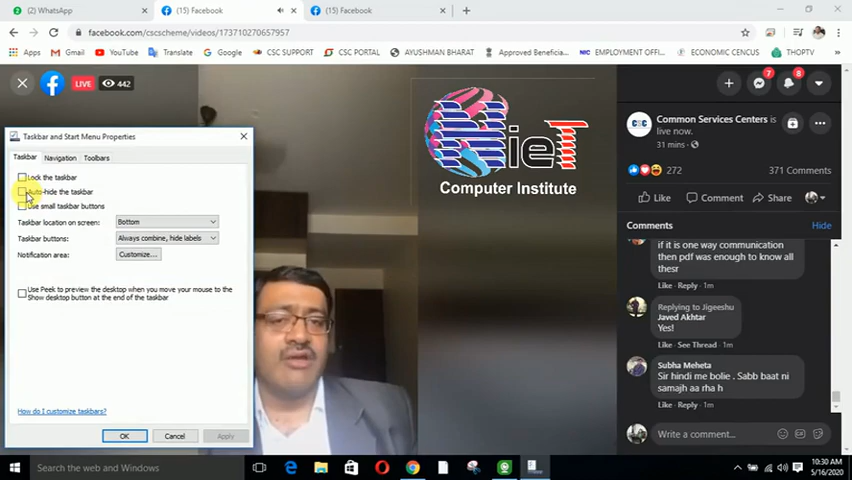 (2) WhatsApp
(15) Facebook
(15) Facebook
facebook.com/cscscheme/videos/173710270657957
Apps
Gmail
YouTube
Translate
Google
CSC SUPPORT
CSC PORTAL
AYUSHMAN BHARAT
Approved Beneficia...
EMPLOYMENT OFFI...
ECONOMIC CENCUS
THOPTV
LIVE
442
7
8
Taskbar and Start Menu Properties
Taskbar
Navigation
Toolbars
Lock the taskbar
Auto-hide the taskbar
Use small taskbar buttons
Taskbar location on screen:
Bottom
Taskbar buttons:
Always combine, hide labels
Notification area:
Customize...
Use Peek to preview the desktop when you move your mouse to the
Show desktop button at the end of the taskbar
How do I customize taskbars?
OK
Cancel
Apply
AieT
Computer Institute
CSC
Common Services Centers
is
live now.
31 mins
272
371 Comments
Like
Comment
Share
Comments
Hide
if it is one way communication
then pdf was enough to know all
thesr
Like · Reply · 1m
Replying to Jigeeshu
Javed Akhtar
Yes!
Like · See Thread · 1m
Subha Meheta
Sir hindi me bolie . Sabb baat ni
samajh aa rha h
Like · Reply · 1m
Write a comment...
Search the web and Windows
10:30 AM
5/16/2020